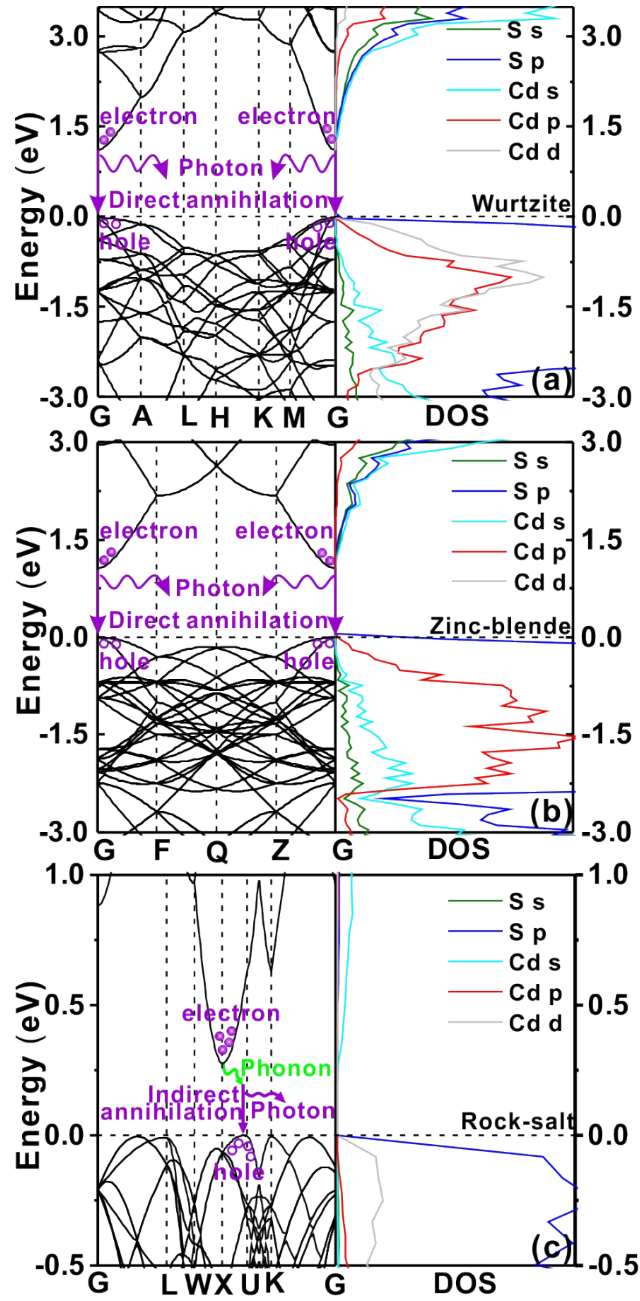 3.5
3.5
S s
S p
Cd s
Cd p
Cd d
electron
electron
1.5
1.5
Photon
Direct annihilation
Wurtzite
0.0
0.0
hole
hole
Energy (eV)
-1.5
-1.5
(a)
-3.0
-3.0
G A L H K M G DOS
3.0
3.0
S s
S p
Cd s
Cd p
Cd d
electron
electron
1.5
1.5
Photon
Direct annihilation
Zinc-blende
0.0
0.0
hole
hole
Energy (eV)
-1.5
-1.5
(b)
-3.0
-3.0
G F Q Z G DOS
1.0
1.0
S s
S p
Cd s
Cd p
Cd d
0.5
0.5
electron
Phonon
Indirect
annihilation
Photon
Rock-salt
0.0
0.0
hole
Energy (eV)
(c)
-0.5
-0.5
G L W X U K G DOS